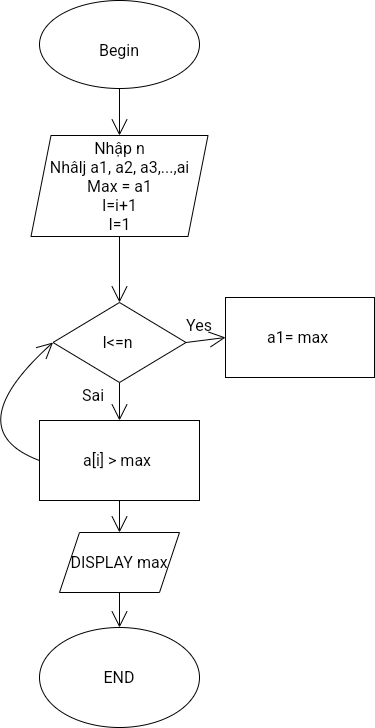 Begin
Nhập n
Nhâlj a1, a2, a3,...,ai
Max = a1
I=i+1
I=1
I<=n
Yes
a1= max
Sai
a[i] > max
DISPLAY max
END